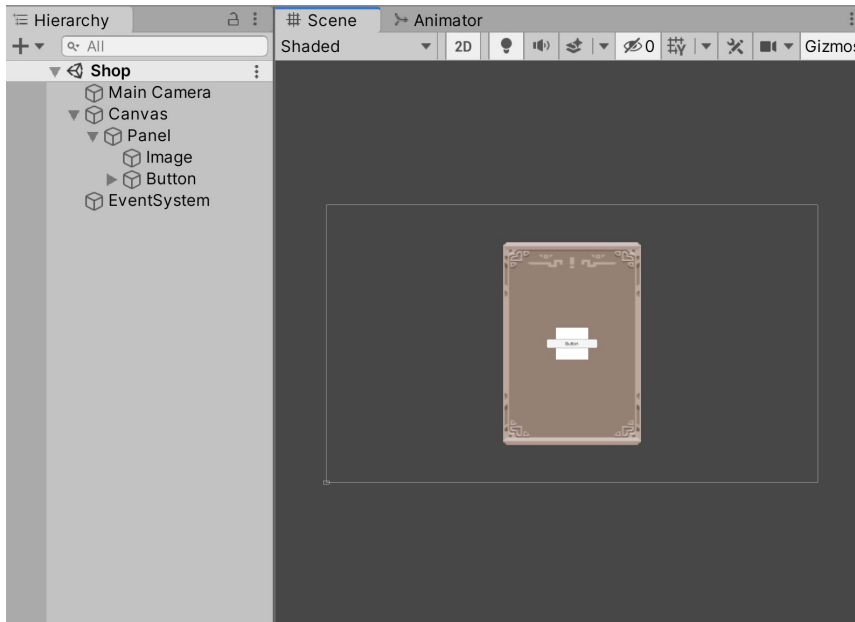 Hierarchy
All
Shop
Main Camera
Canvas
Panel
Image
Button
EventSystem
Scene
Animator
Shaded
2D
0
Gizmos
Button